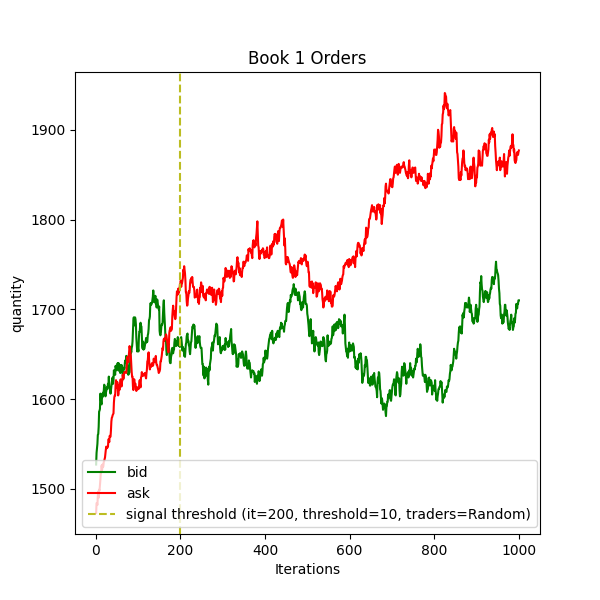 Book 1 Orders
quantity
1900
1800
1700
1600
1500
bid
ask
signal threshold (it=200, threshold=10, traders=Random)
0 200 400 600 800 1000
Iterations